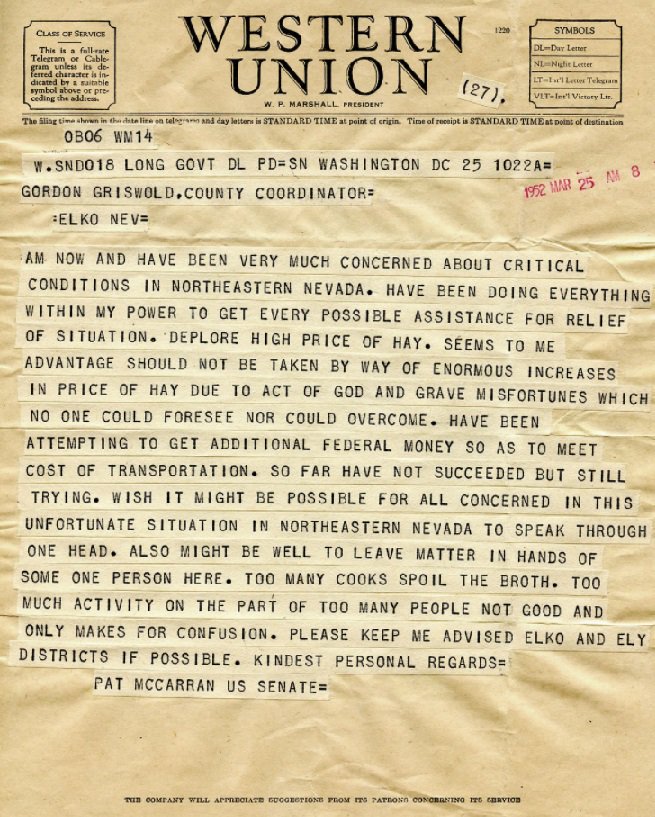 CLASS OF SERVICE
This is a full-rate
Telegram or Cable-
gram unless its de-
ferred character is in-
dicated by a suitable
symbol above or pre-
ceding the address.
WESTERN
UNION
W. P. MARSHALL, PRESIDENT
1220
(27).
SYMBOLS
DL=Day Letter
NL=Night Letter
LT=Int'l Letter Telegram
VLT=Int'l Victory Ltr.
The filing time shown in the date line on telegrams and day letters is STANDARD TIME at point of origin. Time of receipt is STANDARD TIME at point of destination
OB06 WM14
W.SND018 LONG GOVT DL PD=SN WASHINGTON DC 25 1022A=
1952 MAR 25 AM 8
GORDON GRISWOLD,COUNTY COORDINATOR=
:ELKO NEV=
AM NOW AND HAVE BEEN VERY MUCH CONCERNED ABOUT CRITICAL
CONDITIONS IN NORTHEASTERN NEVADA. HAVE BEEN DOING EVERYTHING
WITHIN MY POWER TO GET EVERY POSSIBLE ASSISTANCE FOR RELIEF
OF SITUATION. DEPLORE HIGH PRICE OF HAY. SEEMS TO ME
ADVANTAGE SHOULD NOT BE TAKEN BY WAY OF ENORMOUS INCREASES
IN PRICE OF HAY DUE TO ACT OF GOD AND GRAVE MISFORTUNES WHICH
NO ONE COULD FORESEE NOR COULD OVERCOME. HAVE BEEN
ATTEMPTING TO GET ADDITIONAL FEDERAL MONEY SO AS TO MEET
COST OF TRANSPORTATION. SO FAR HAVE NOT SUCCEEDED BUT STILL
TRYING. WISH IT MIGHT BE POSSIBLE FOR ALL CONCERNED IN THIS
UNFORTUNATE SITUATION IN NORTHEASTERN NEVADA TO SPEAK THROUGH
ONE HEAD. ALSO MIGHT BE WELL TO LEAVE MATTER IN HANDS OF
SOME ONE PERSON HERE. TOO MANY COOKS SPOIL THE BROTH. TOO
MUCH ACTIVITY ON THE PART OF TOO MANY PEOPLE NOT GOOD AND
ONLY MAKES FOR CONFUSION. PLEASE KEEP ME ADVISED ELKO AND ELY
DISTRICTS IF POSSIBLE. KINDEST PERSONAL REGARDS=
PAT MCCARRAN US SENATE=
THE COMPANY WILL APPRECIATE SUGGESTIONS FROM ITS PATRONS CONCERNING ITS SERVICE